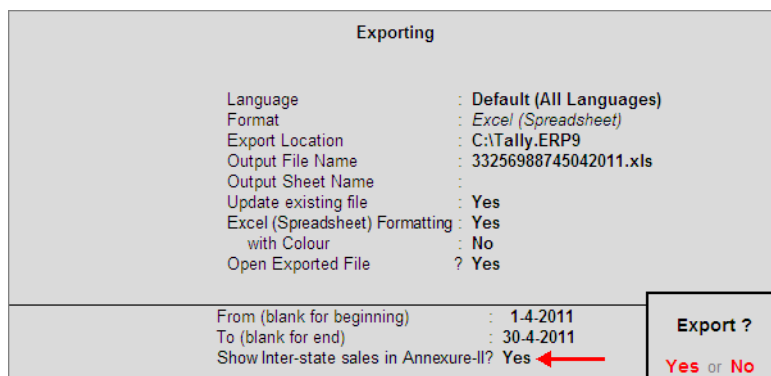 Exporting
Language : Default (All Languages)
Format : Excel (Spreadsheet)
Export Location : C:\Tally.ERP9
Output File Name : 33256988745042011.xls
Output Sheet Name :
Update existing file : Yes
Excel (Spreadsheet) Formatting : Yes
with Colour : No
Open Exported File ? Yes
From (blank for beginning) : 1-4-2011
To (blank for end) : 30-4-2011
Show Inter-state sales in Annexure-II? Yes
Export ?
Yes or No